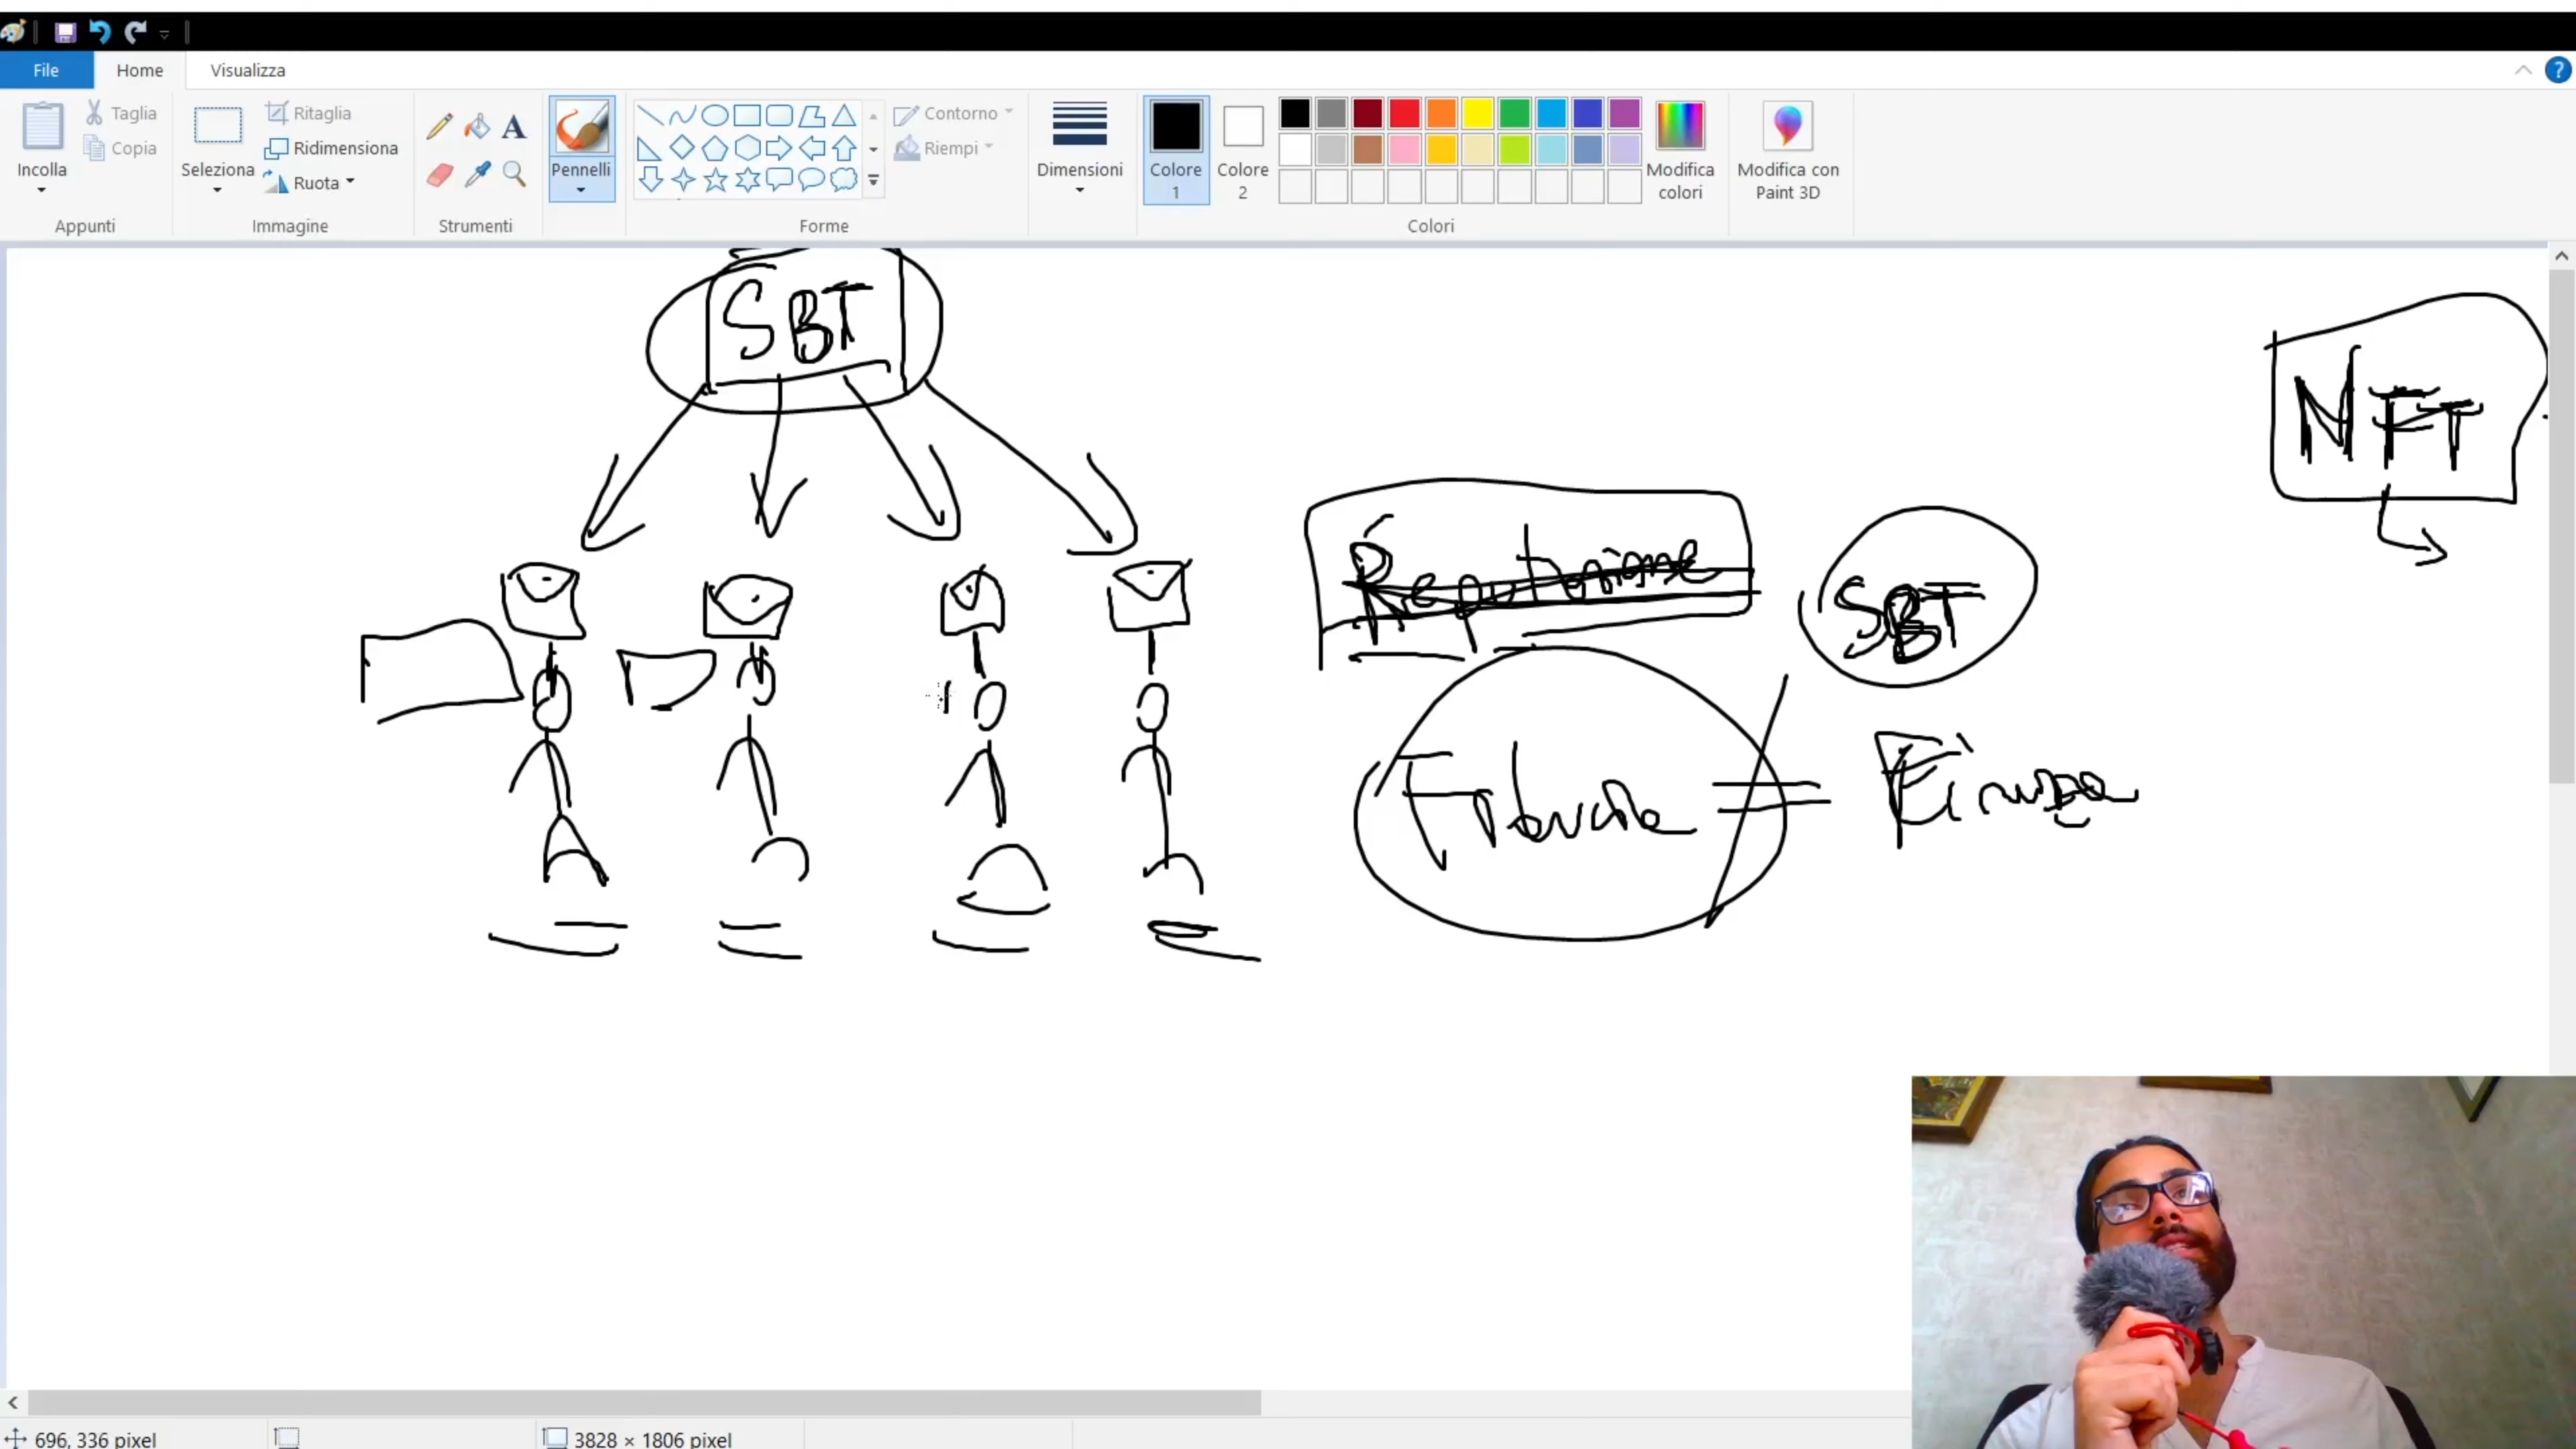 File Home Visualizza
Incolla
Taglia
Copia
Appunti
Seleziona
Ritaglia
Ridimensiona
Ruota
Immagine
Strumenti
Pennelli
Forme
Contorno
Riempi
Dimensioni
Colore 1
Colore 2
Colori
Modifica colori
Modifica con Paint 3D
SBT
NFT
Reputazione
SBT
696, 336 pixel
3828 × 1806 pixel